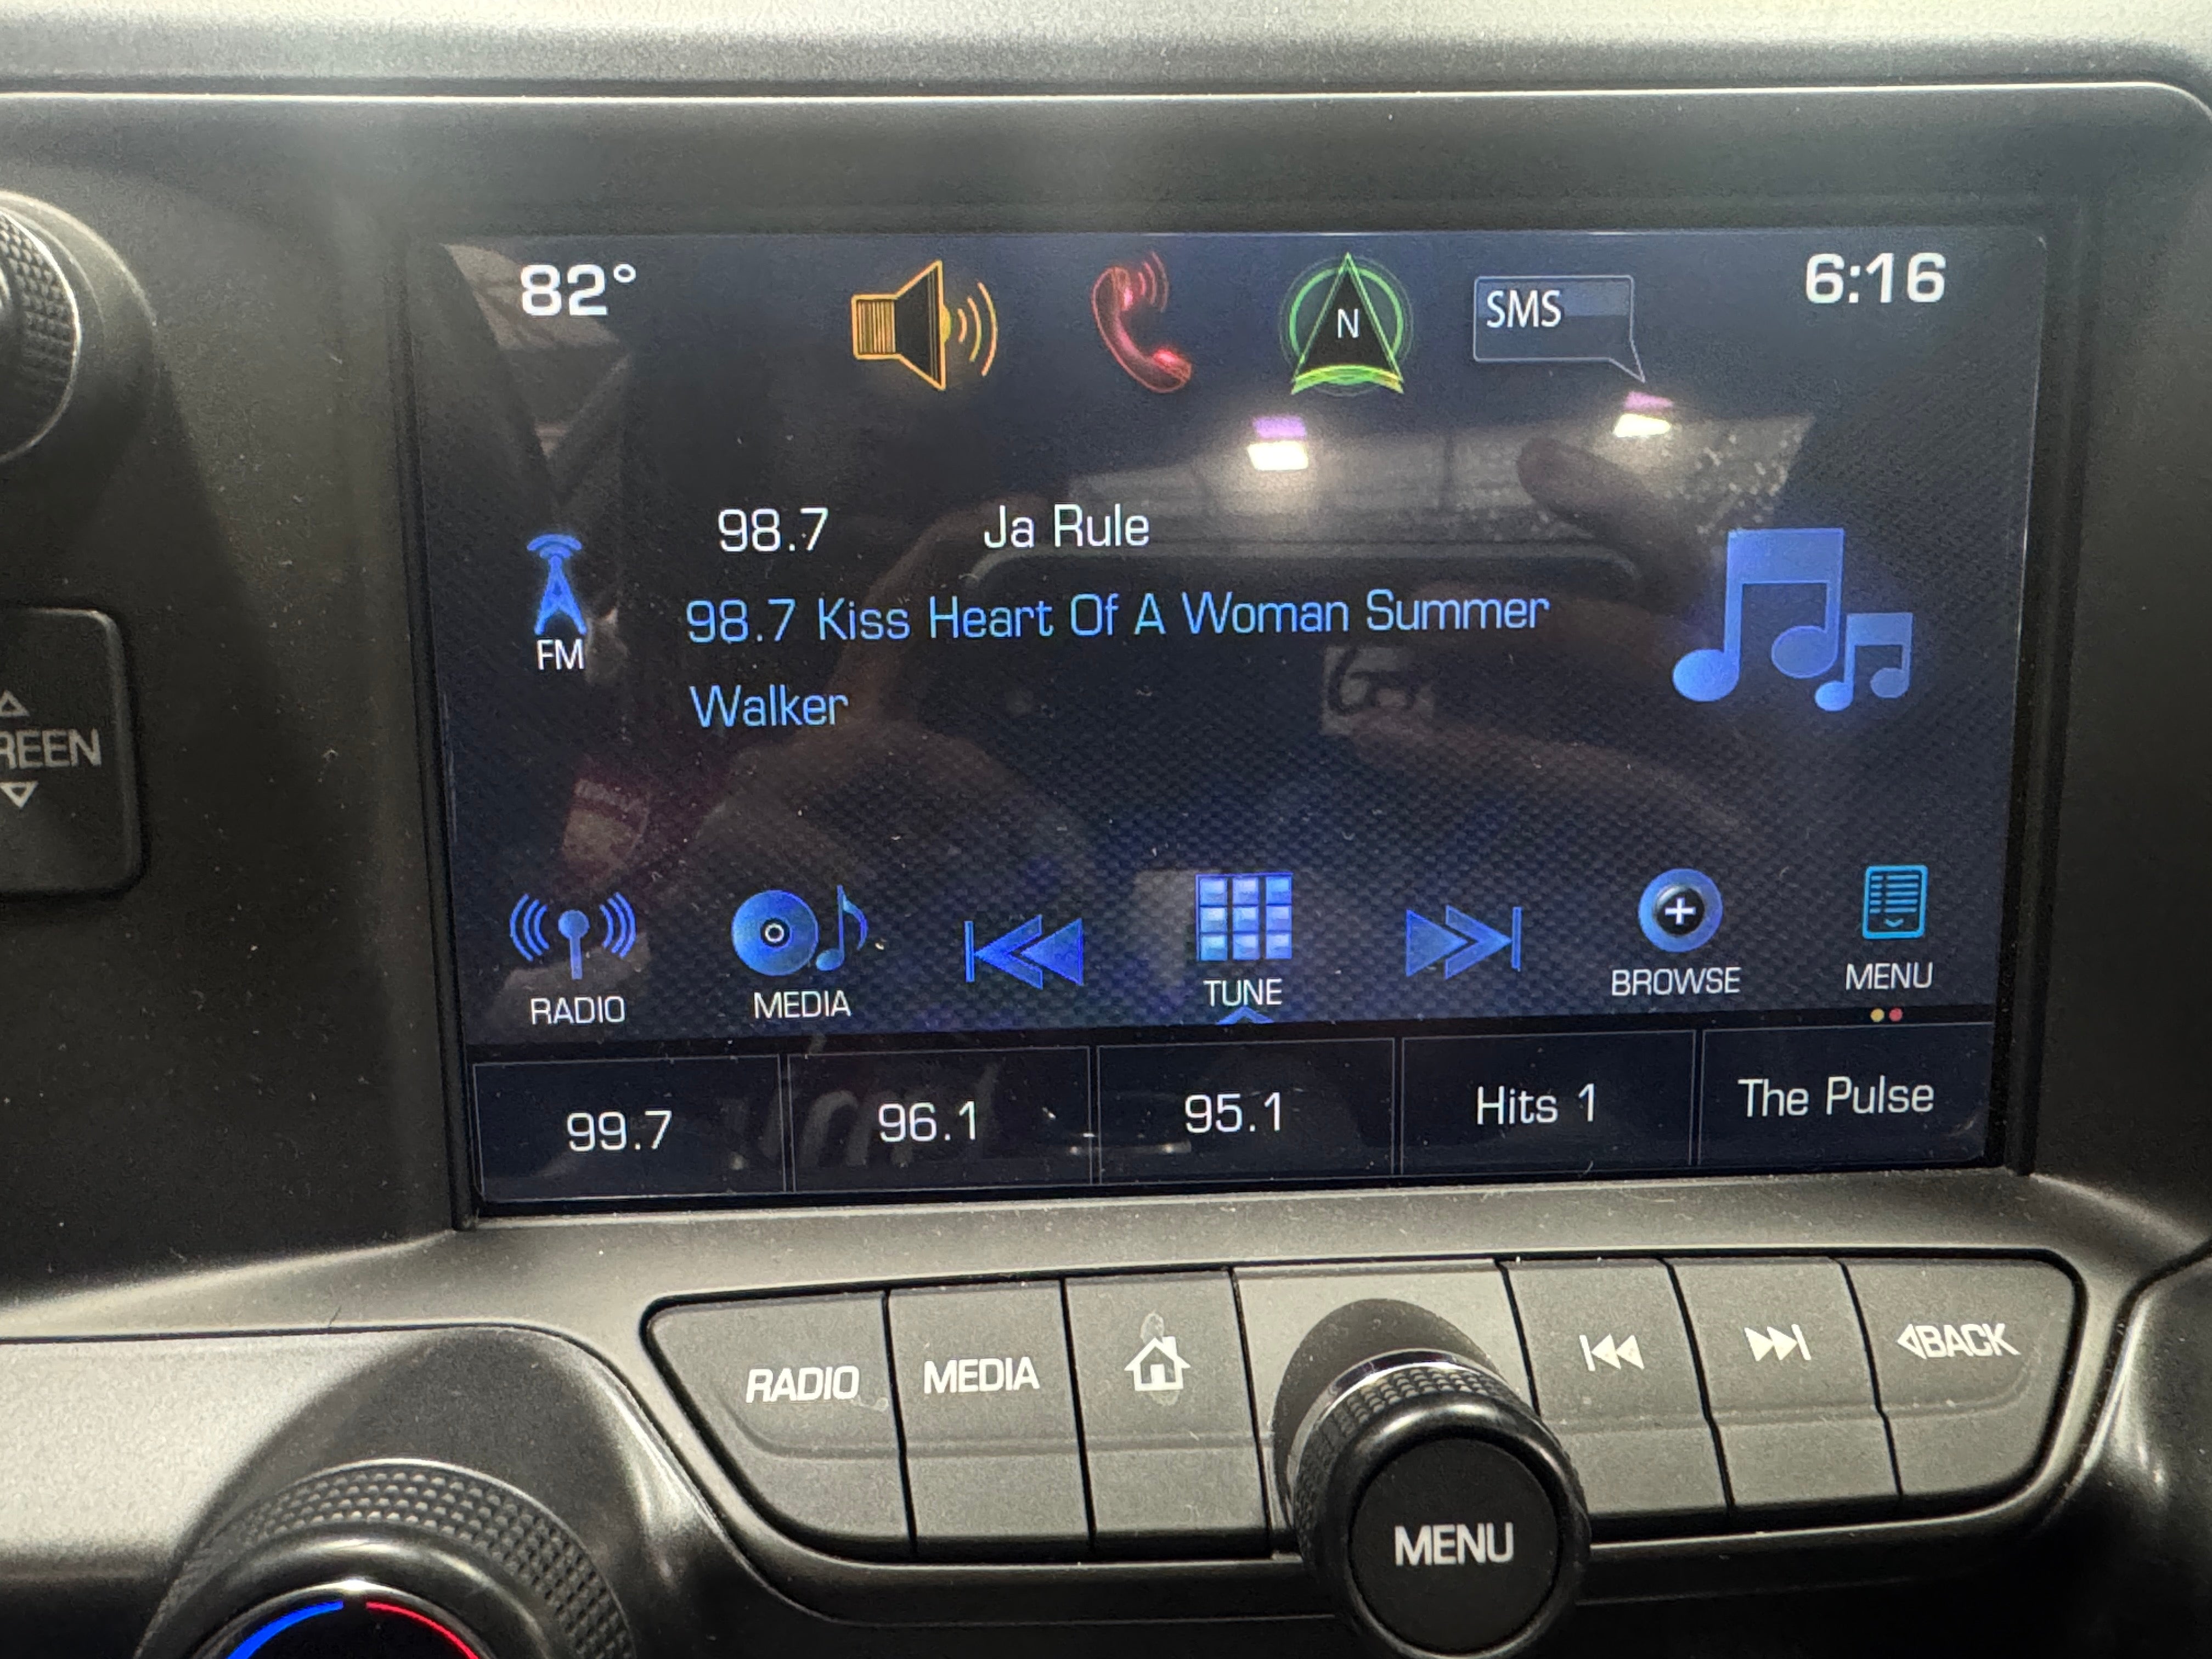 82° N SMS 6:16
98.7 Ja Rule
98.7 Kiss Heart Of A Woman Summer
Walker
FM
REEN
RADIO MEDIA TUNE BROWSE MENU
99.7 96.1 95.1 Hits 1 The Pulse
RADIO MEDIA BACK
MENU